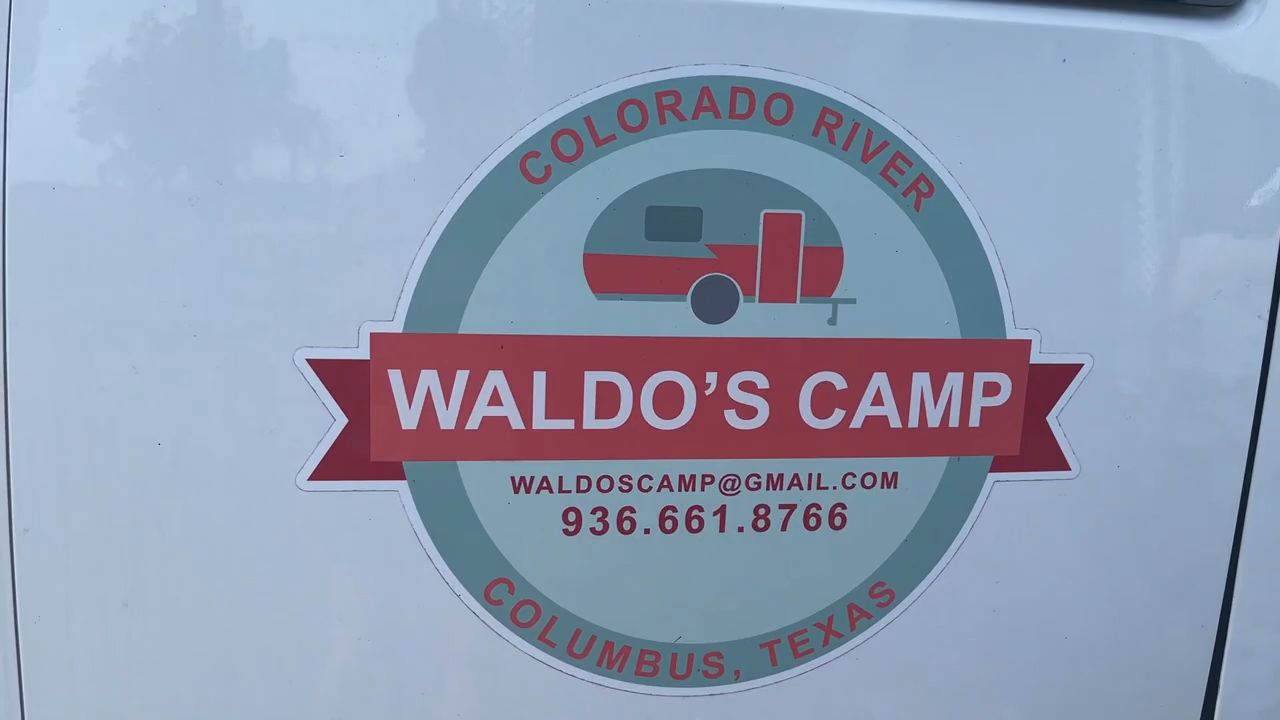 COLORADO RIVER
WALDO'S CAMP
WALDOSCAMP@GMAIL.COM
936.661.8766
COLUMBUS, TEXAS